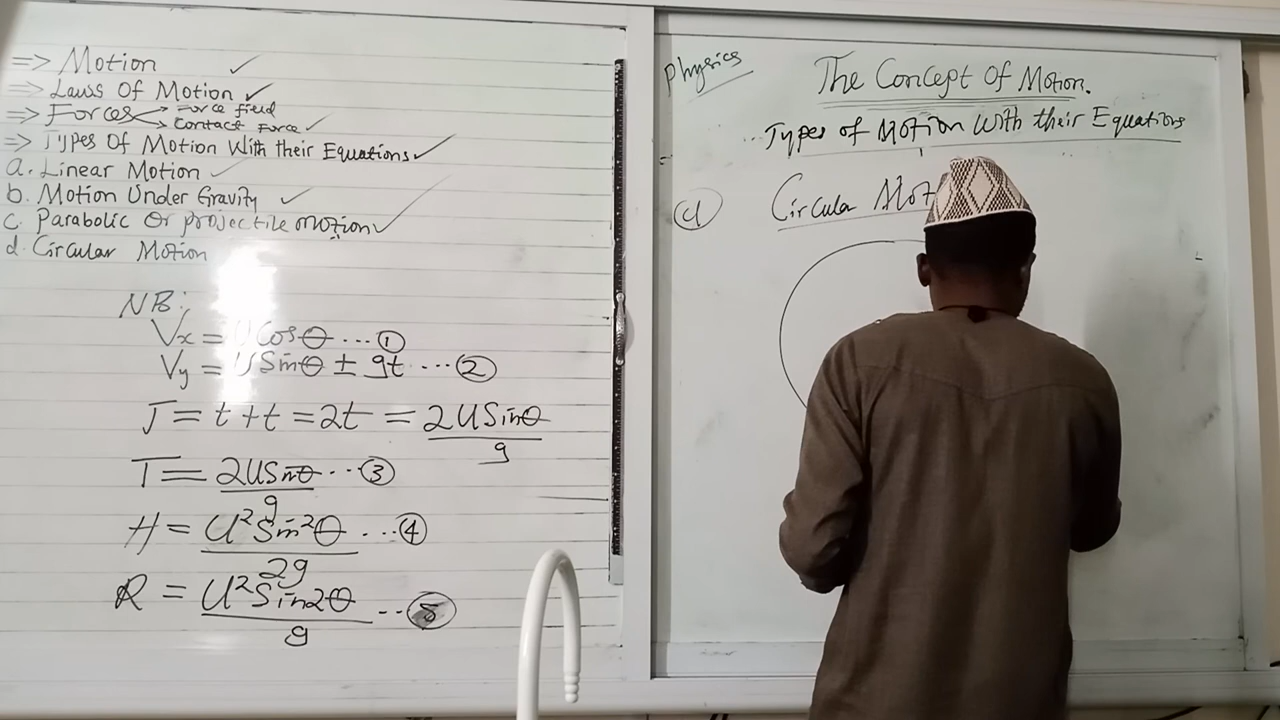 => Motion ✓
=> Laws Of Motion ✓
=> Forces → Force field
→ Contact Force ✓
=> Types Of Motion With their Equations ✓
a. Linear Motion ✓
b. Motion Under Gravity ✓
c. Parabolic Or projectile motion ✓
d. Circular Motion
NB:
Vx = UCosθ ... ①
Vy = USinθ ± gt ... ②
T = t + t = 2t = 2USinθ/g
T = 2USinθ/g ... ③
H = U²Sin²θ/2g ... ④
R = U²Sin2θ/g ... ⑤
Physics
The Concept Of Motion.
Types of Motion With their Equations
d Circular Mot